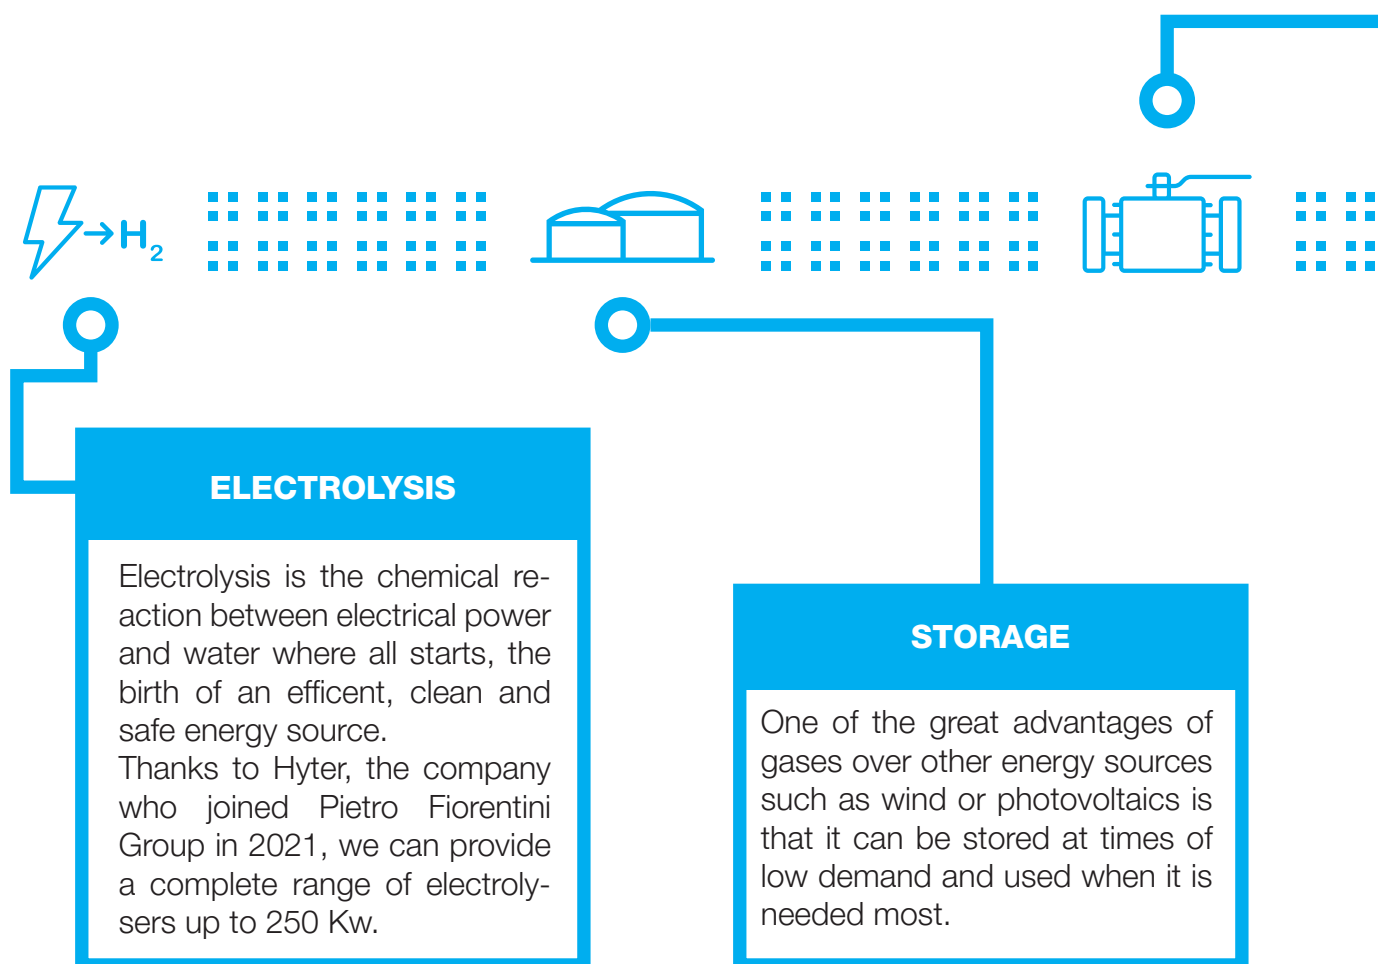 H2
ELECTROLYSIS
Electrolysis is the chemical re-
action between electrical power
and water where all starts, the
birth of an efficent, clean and
safe energy source.
Thanks to Hyter, the company
who joined Pietro Fiorentini
Group in 2021, we can provide
a complete range of electroly-
sers up to 250 Kw.
STORAGE
One of the great advantages of
gases over other energy sources
such as wind or photovoltaics is
that it can be stored at times of
low demand and used when it is
needed most.